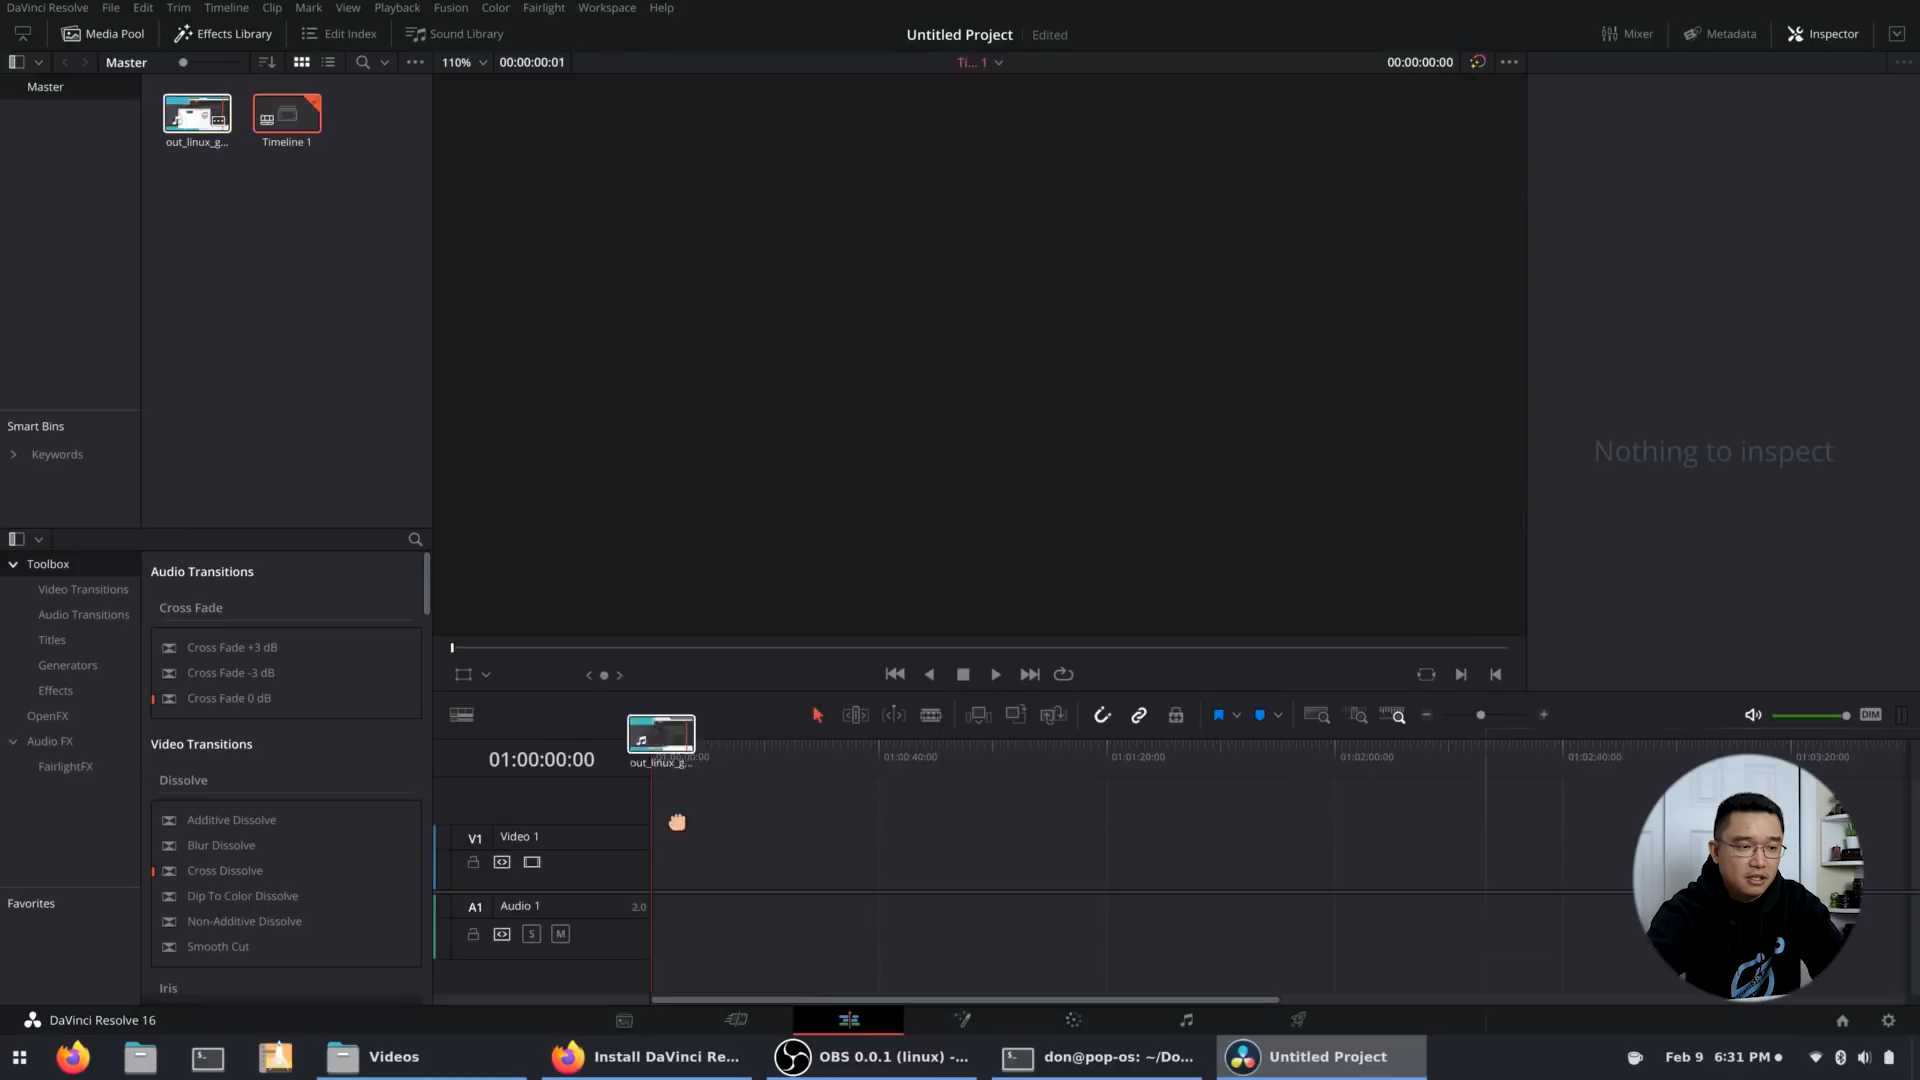 DaVinci Resolve File Edit Trim Timeline Clip Mark View Playback Fusion Color Fairlight Workspace Help
Media Pool Effects Library Edit Index Sound Library Untitled Project Edited Mixer Metadata Inspector
Master 110% 00:00:00:01 Ti... 1 00:00:00:00
Master
out_linux_g... Timeline 1
Smart Bins
Keywords
Nothing to inspect
Toolbox
Video Transitions
Audio Transitions
Titles
Generators
Effects
OpenFX
Audio FX
FairlightFX
Favorites
Audio Transitions
Cross Fade
Cross Fade +3 dB
Cross Fade -3 dB
Cross Fade 0 dB
Video Transitions
Dissolve
Additive Dissolve
Blur Dissolve
Cross Dissolve
Dip To Color Dissolve
Non-Additive Dissolve
Smooth Cut
Iris
DIM
01:00:00:00 out_linux_g... 01:00:40:00 01:01:20:00 01:02:00:00 01:02:40:00 01:03:20:00
V1 Video 1
A1 Audio 1 2.0
S M
DaVinci Resolve 16
Videos Install DaVinci Re... OBS 0.0.1 (linux) -... don@pop-os: ~/Do... Untitled Project Feb 9 6:31 PM